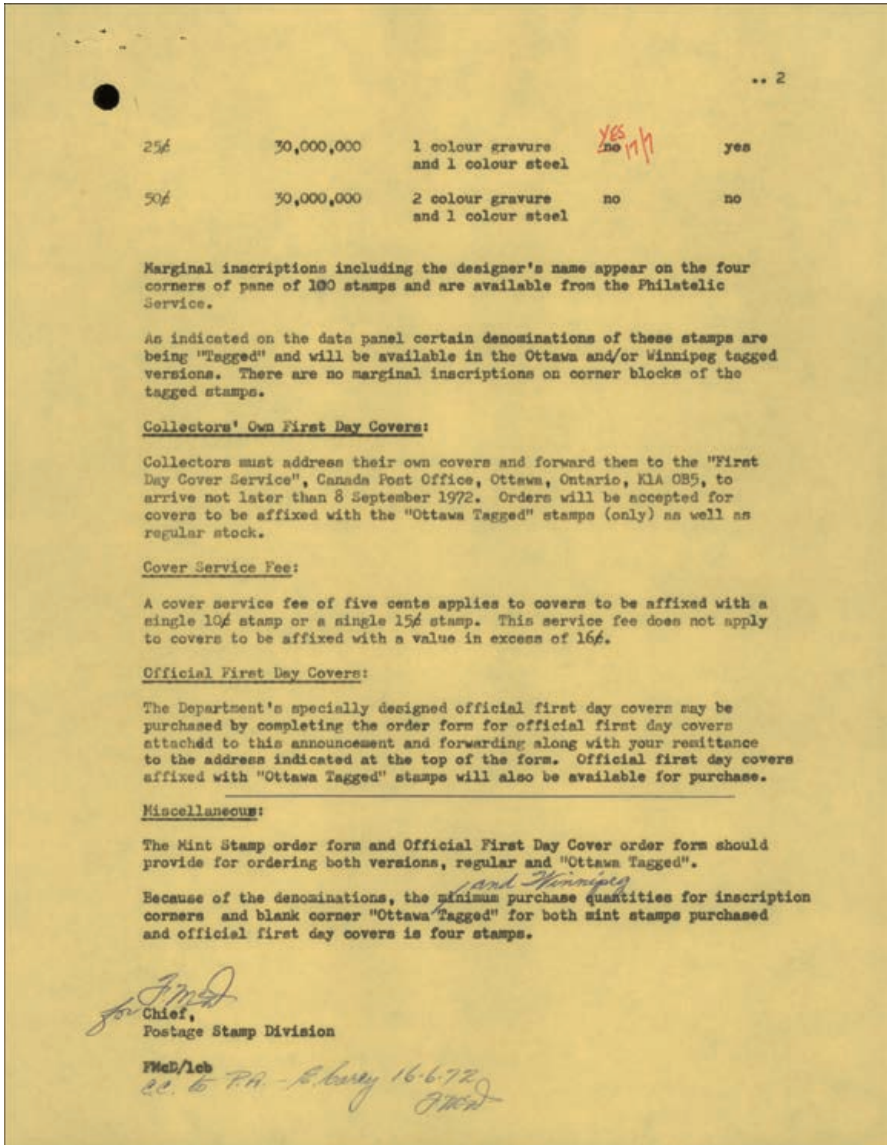 .. 2
25¢ 30,000,000 1 colour gravure YES no 17/7 yes
and 1 colour steel
50¢ 30,000,000 2 colour gravure no no
and 1 colour steel
Marginal inscriptions including the designer's name appear on the four
corners of pane of 100 stamps and are available from the Philatelic
Service.
As indicated on the data panel certain denominations of these stamps are
being "Tagged" and will be available in the Ottawa and/or Winnipeg tagged
versions. There are no marginal inscriptions on corner blocks of the
tagged stamps.
Collectors' Own First Day Covers:
Collectors must address their own covers and forward them to the "First
Day Cover Service", Canada Post Office, Ottawa, Ontario, K1A 0B5, to
arrive not later than 8 September 1972. Orders will be accepted for
covers to be affixed with the "Ottawa Tagged" stamps (only) as well as
regular stock.
Cover Service Fee:
A cover service fee of five cents applies to covers to be affixed with a
single 10¢ stamp or a single 15¢ stamp. This service fee does not apply
to covers to be affixed with a value in excess of 16¢.
Official First Day Covers:
The Department's specially designed official first day covers may be
purchased by completing the order form for official first day covers
attached to this announcement and forwarding along with your remittance
to the address indicated at the top of the form. Official first day covers
affixed with "Ottawa Tagged" stamps will also be available for purchase.
Miscellaneous:
The Mint Stamp order form and Official First Day Cover order form should
provide for ordering both versions, regular and "Ottawa Tagged".
and Winnipeg
Because of the denominations, the minimum purchase quantities for inscription
corners and blank corner "Ottawa Tagged" for both mint stamps purchased
and official first day covers is four stamps.
FMcD
for Chief,
Postage Stamp Division
FMcD/lcb
c.c. to P.A. - E. Carey 16-6-72
FMcD